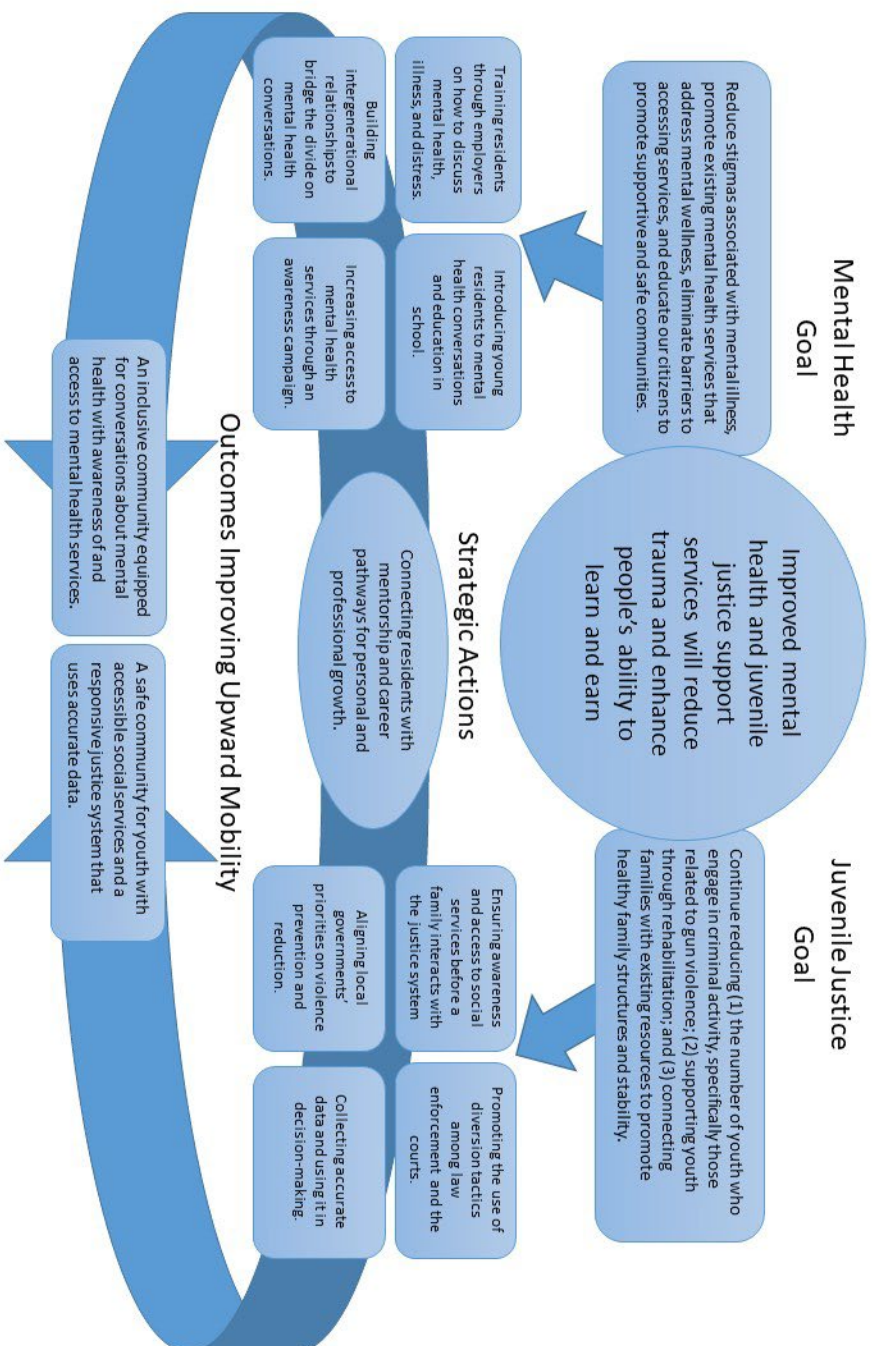 Mental Health
Goal
Juvenile Justice
Goal
Reduce stigmas associated with mental illness,
promote existing mental health services that
address mental wellness, eliminate barriers to
accessing services, and educate our citizens to
promote supportive and safe communities.
Improved mental
health and juvenile
justice support
services will reduce
trauma and enhance
people's ability to
learn and earn
Continue reducing (1) the number of youth who
engage in criminal activity, specifically those
related to gun violence; (2) supporting youth
through rehabilitation; and (3) connecting
families with existing resources to promote
healthy family structures and stability.
Strategic Actions
Training residents
through employers
on how to discuss
mental health,
illness, and distress.
Introducing young
residents to mental
health conversations
and education in
school.
Building
intergenerational
relationships to
bridge the divide on
mental health
conversations.
Increasing access to
mental health
services through an
awareness campaign.
Connecting residents with
mentorship and career
pathways for personal and
professional growth.
Ensuring awareness
and access to social
services before a
family interacts with
the justice system
Promoting the use of
diversion tactics
among law
enforcement and the
courts.
Aligning local
governments'
priorities on violence
prevention and
reduction.
Collecting accurate
data and using it in
decision-making.
Outcomes Improving Upward Mobility
An inclusive community equipped
for conversations about mental
health with awareness of and
access to mental health services.
A safe community for youth with
accessible social services and a
responsive justice system that
uses accurate data.